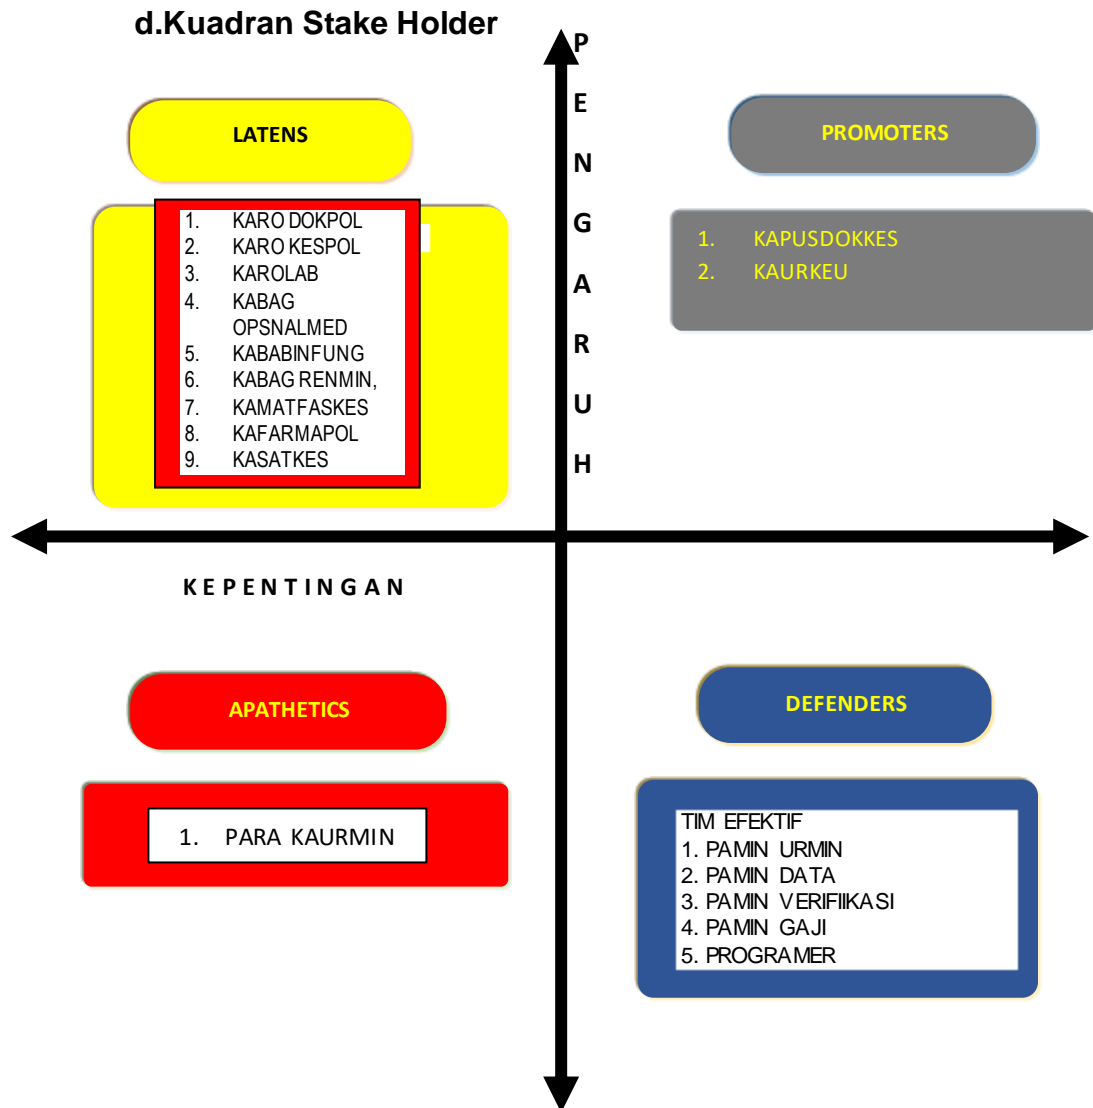 d.Kuadran Stake Holder
P
E
N
G
A
R
U
H
LATENS
1. KARO DOKPOL
2. KARO KESPOL
3. KAROLAB
4. KABAG
OPSNALMED
5. KABABINFUNG
6. KABAG RENMIN,
7. KAMATFASKES
8. KAFARMAPOL
9. KASATKES
PROMOTERS
1. KAPUSDOKKES
2. KAURKEU
K E P E N T I N G A N
APATHETICS
1. PARA KAURMIN
DEFENDERS
TIM EFEKTIF
1. PAMIN URMIN
2. PAMIN DATA
3. PAMIN VERIFIIKASI
4. PAMIN GAJI
5. PROGRAMER